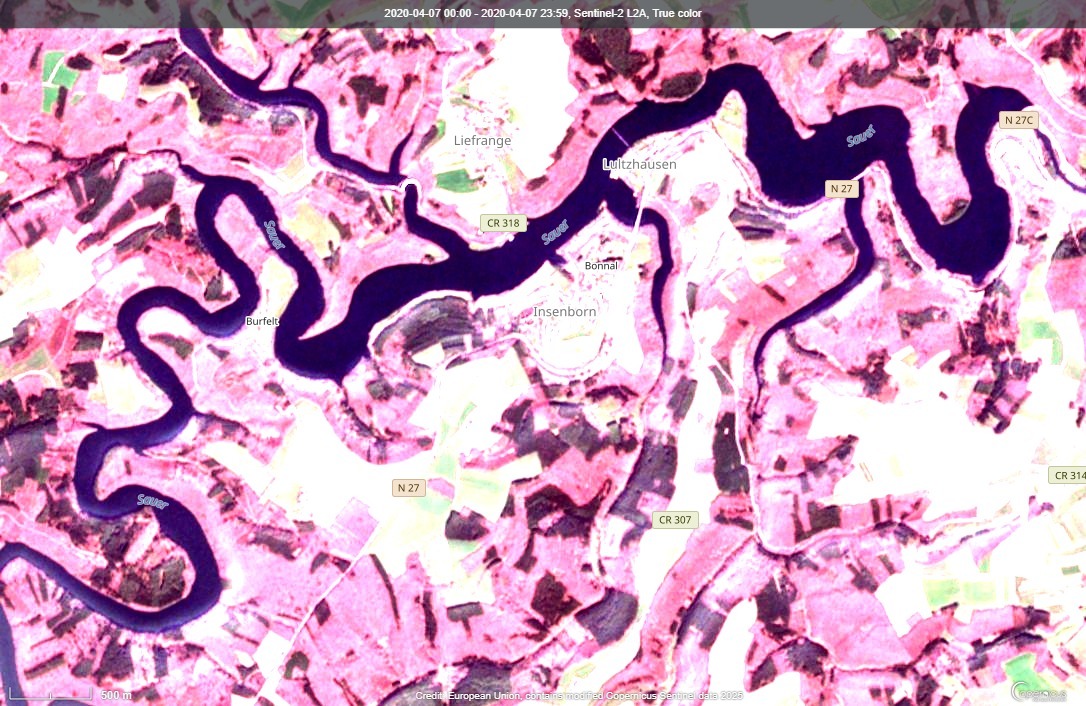 2020-04-07 00:00 - 2020-04-07 23:59, Sentinel-2 L2A, True color
N 27C
Sauer
Liefrange
Lultzhausen
N 27
CR 318
Sauer
Sauer
Bonnal
Insenborn
Burfelt
CR 314
N 27
Sauer
CR 307
500 m
Credit: European Union, contains modified Copernicus Sentinel data 2025
opernicus